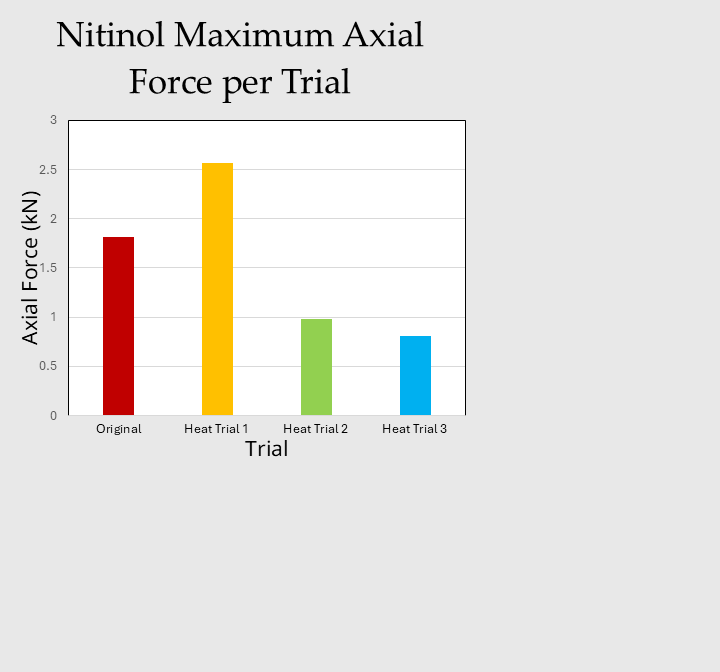 Nitinol Maximum Axial
Force per Trial
Axial Force (kN)
3
2.5
2
1.5
1
0.5
0
Original Heat Trial 1 Heat Trial 2 Heat Trial 3
Trial